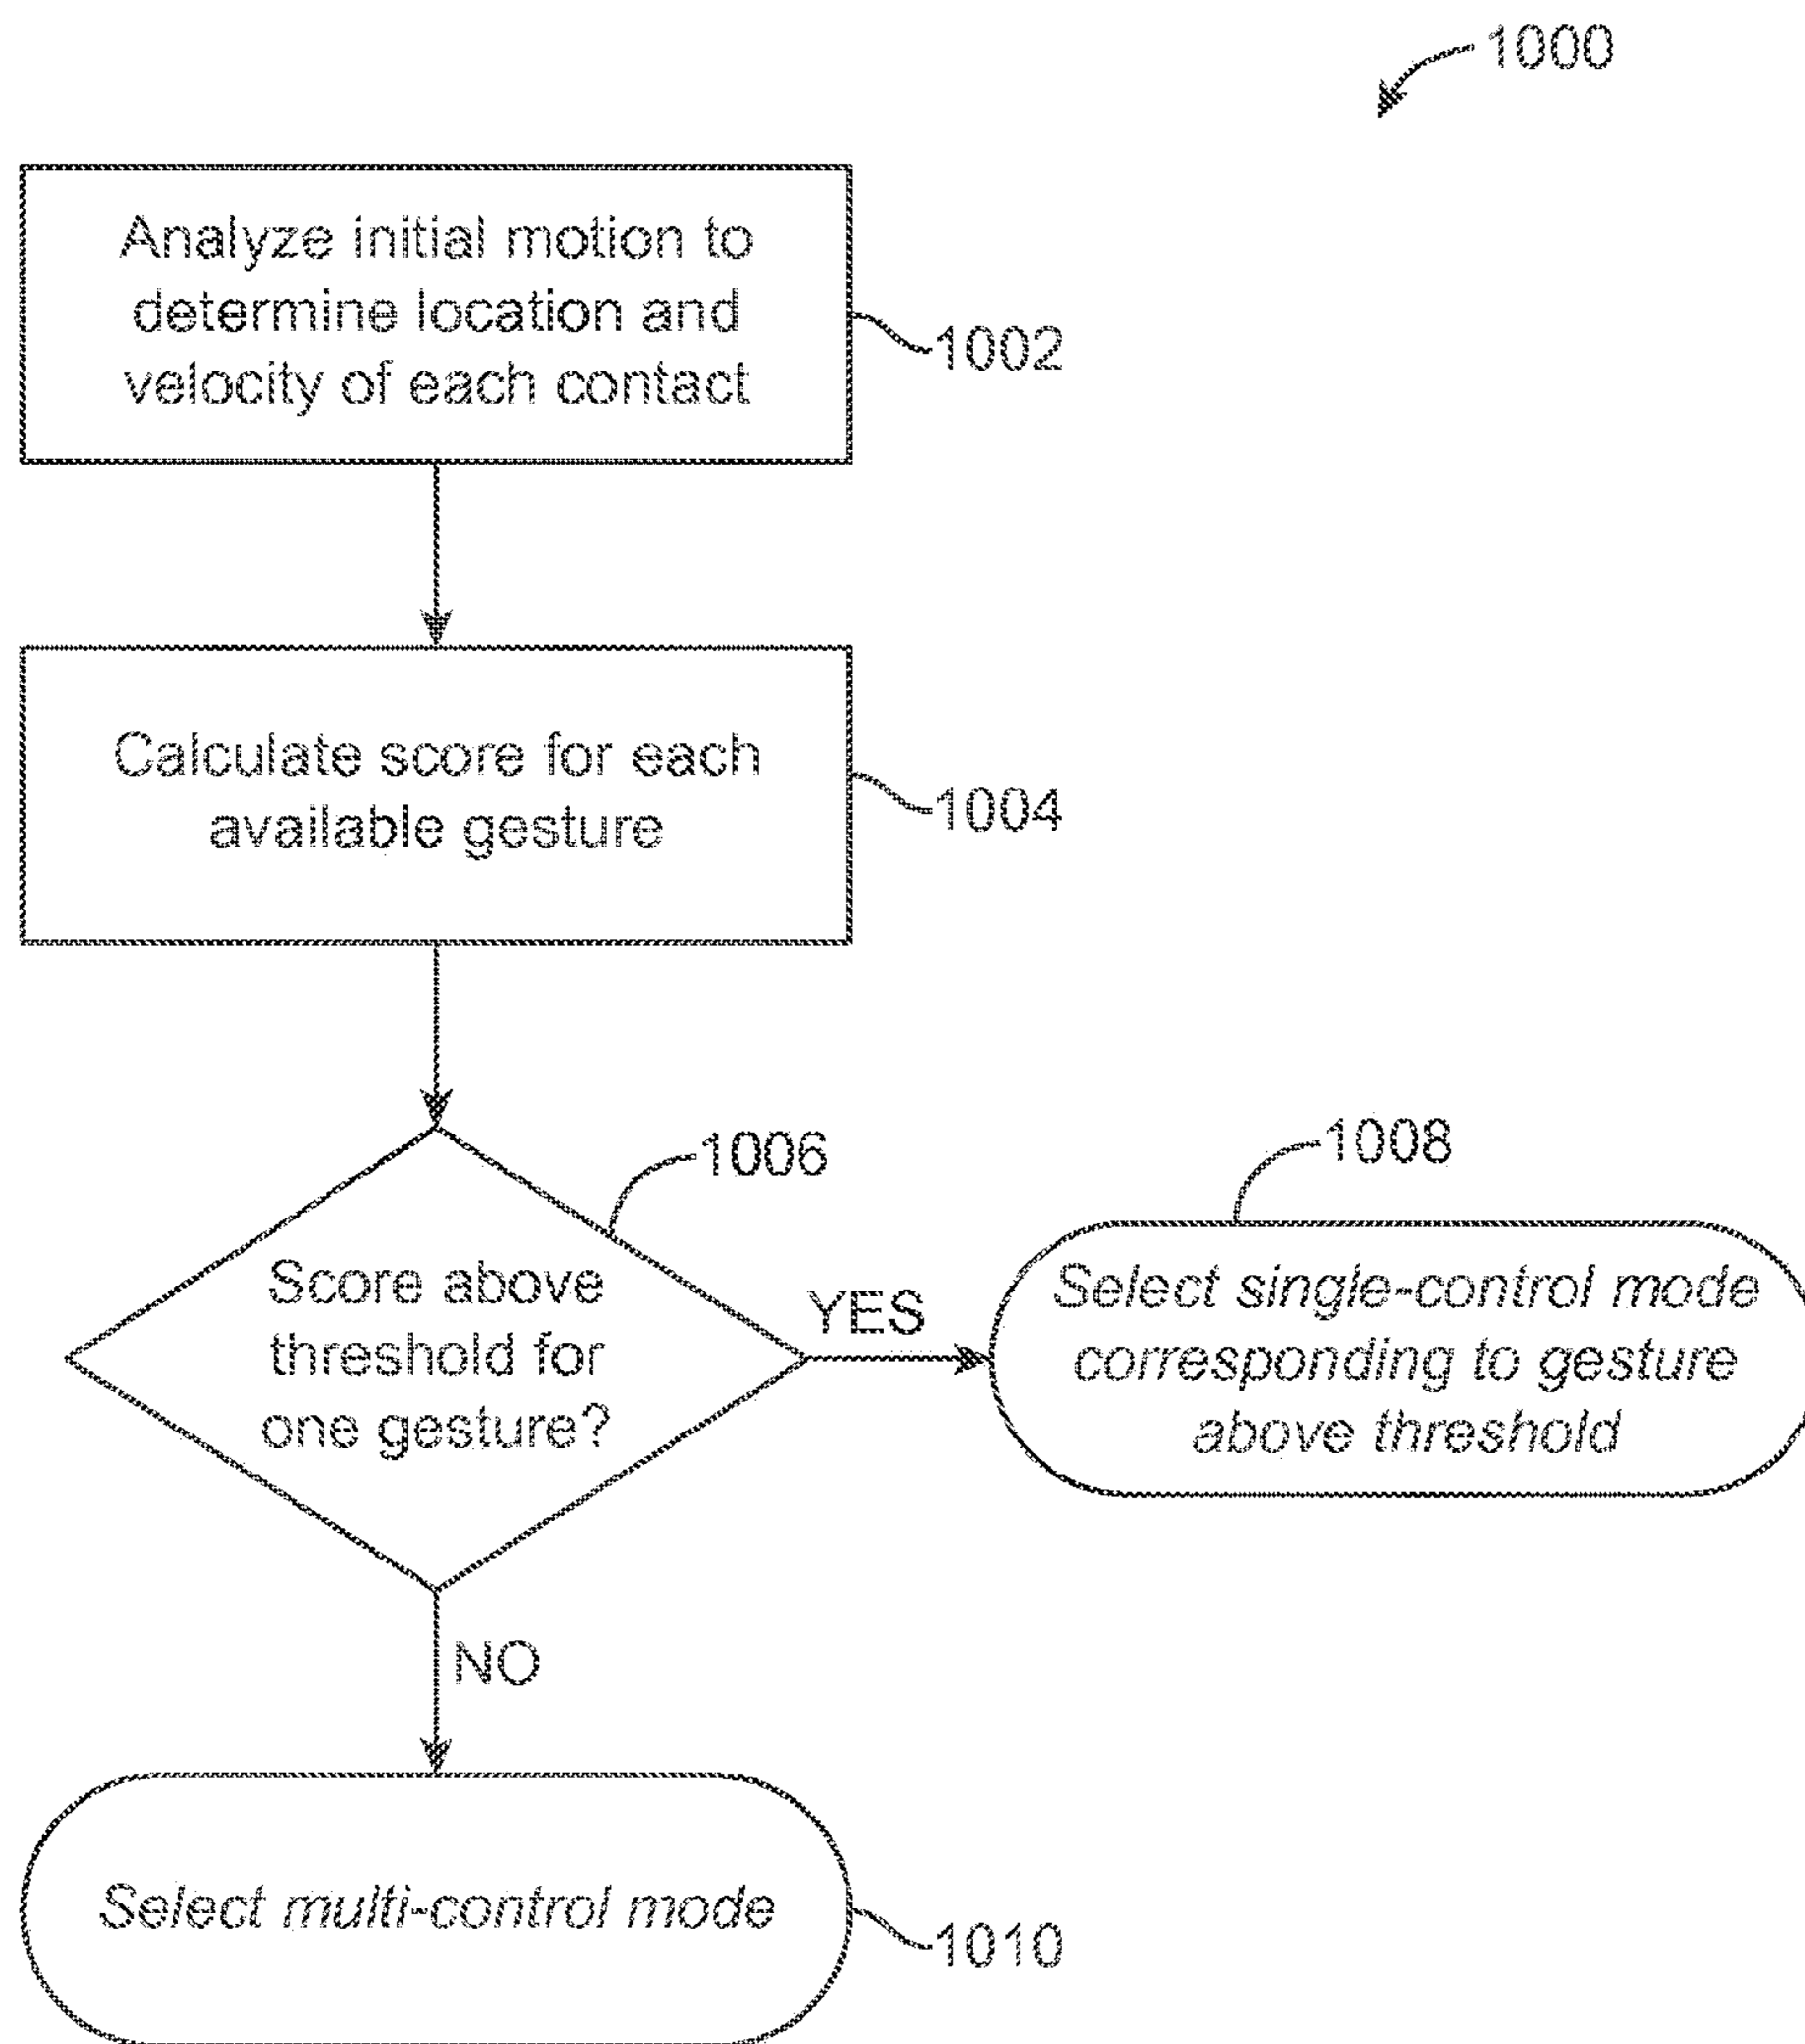 1000
Analyze initial motion to
determine location and
velocity of each contact
1002
Calculate score for each
available gesture
1004
1006
Score above
threshold for
one gesture?
YES
1008
Select single-control mode
corresponding to gesture
above threshold
NO
Select multi-control mode
1010